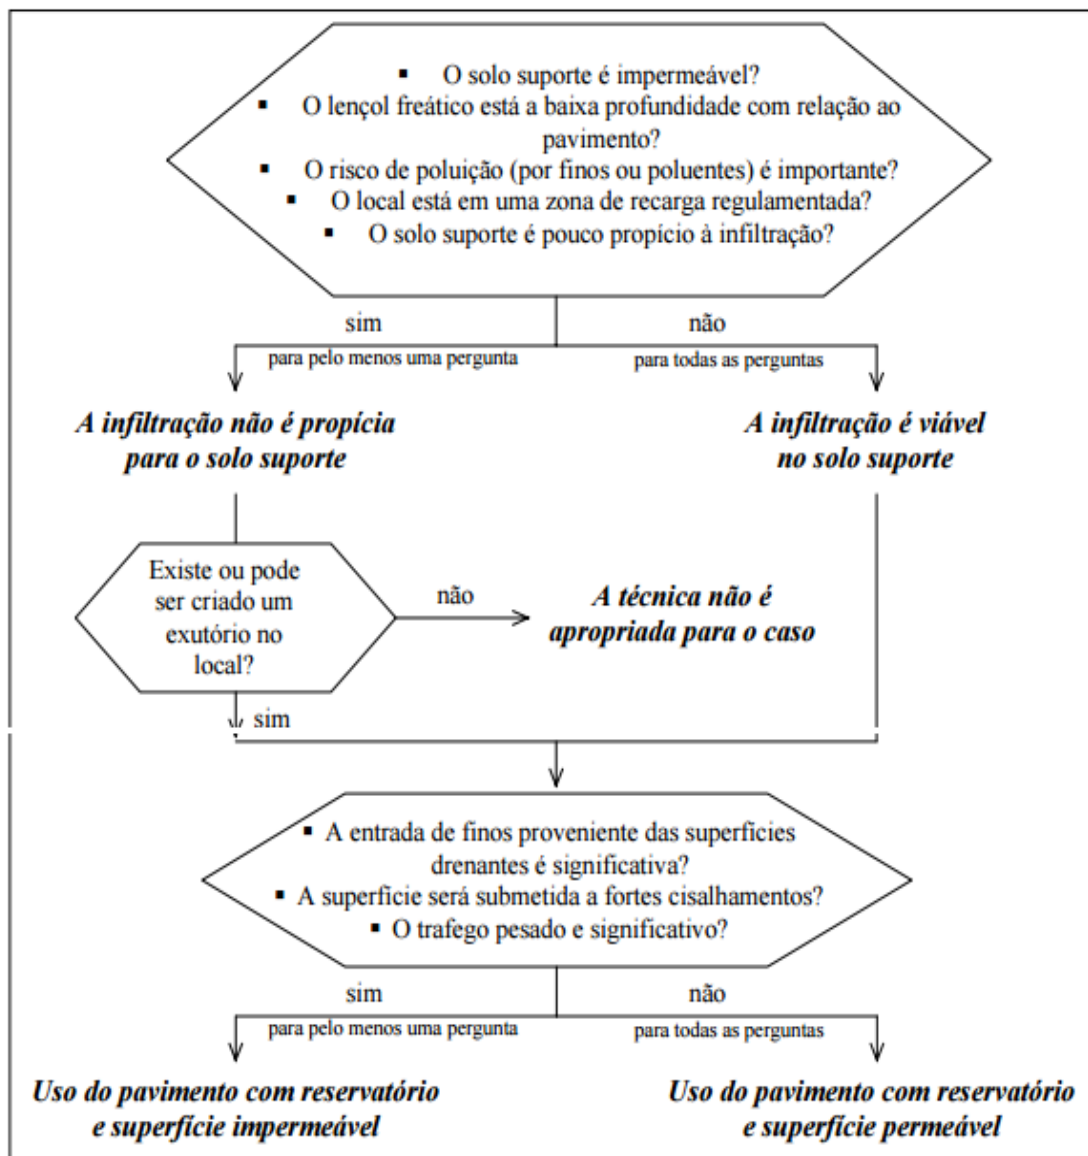 ▪ O solo suporte é impermeável?
▪ O lençol freático está a baixa profundidade com relação ao
pavimento?
▪ O risco de poluição (por finos ou poluentes) é importante?
▪ O local está em uma zona de recarga regulamentada?
▪ O solo suporte é pouco propício à infiltração?
sim
não
para pelo menos uma pergunta
para todas as perguntas
A infiltração não é propícia
para o solo suporte
A infiltração é viável
no solo suporte
Existe ou pode
ser criado um
exutório no
local?
não
A técnica não é
apropriada para o caso
sim
▪ A entrada de finos proveniente das superfícies
drenantes é significativa?
▪ A superfície será submetida a fortes cisalhamentos?
▪ O trafego pesado e significativo?
sim
não
para pelo menos uma pergunta
para todas as perguntas
Uso do pavimento com reservatório
e superfície impermeável
Uso do pavimento com reservatório
e superfície permeável